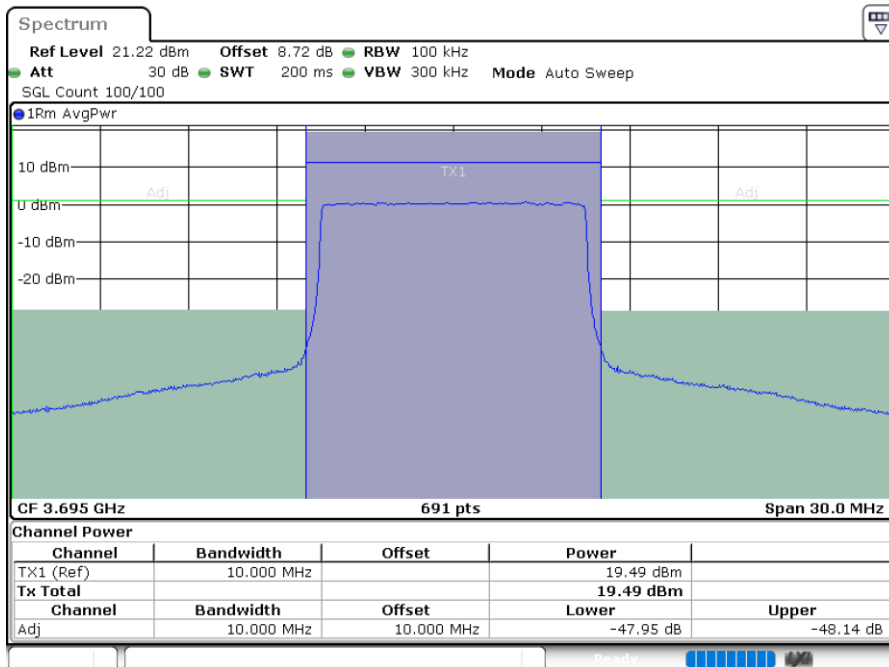 Spectrum
Ref Level 21.22 dBm Offset 8.72 dB RBW 100 kHz
Att 30 dB SWT 200 ms VBW 300 kHz Mode Auto Sweep
SGL Count 100/100
1Rm AvgPwr
10 dBm
TX1
Adj Adj
0 dBm
-10 dBm
-20 dBm
CF 3.695 GHz 691 pts Span 30.0 MHz
Channel Power
Channel Bandwidth Offset Power
TX1 (Ref) 10.000 MHz 19.49 dBm
Tx Total 19.49 dBm
Channel Bandwidth Offset Lower Upper
Adj 10.000 MHz 10.000 MHz -47.95 dB -48.14 dB
Ready